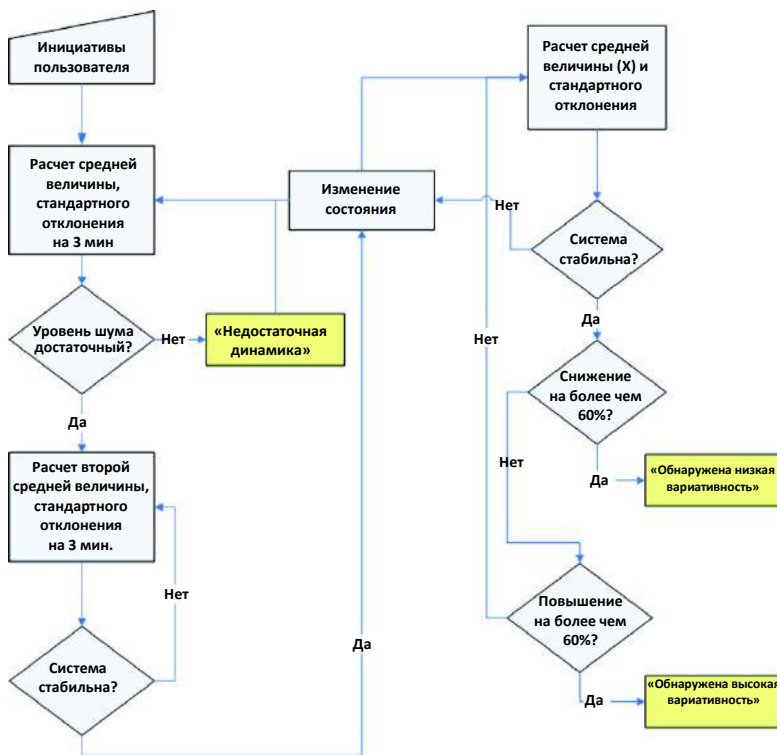 Инициативы
пользователя
Расчет средней
величины,
стандартного
отклонения
на 3 мин
Уровень шума
достаточный?
Нет
«Недостаточная
динамика»
Да
Расчет второй
средней величины,
стандартного
отклонения
на 3 мин.
Нет
Система
стабильна?
Да
Изменение
состояния
Расчет средней
величины (X) и
стандартного
отклонения
Нет
Система
стабильна?
Да
Нет
Снижение
на более чем
60%?
Нет
Да
«Обнаружена низкая
вариативность»
Повышение
на более чем
60%?
Да
«Обнаружена высокая
вариативность»